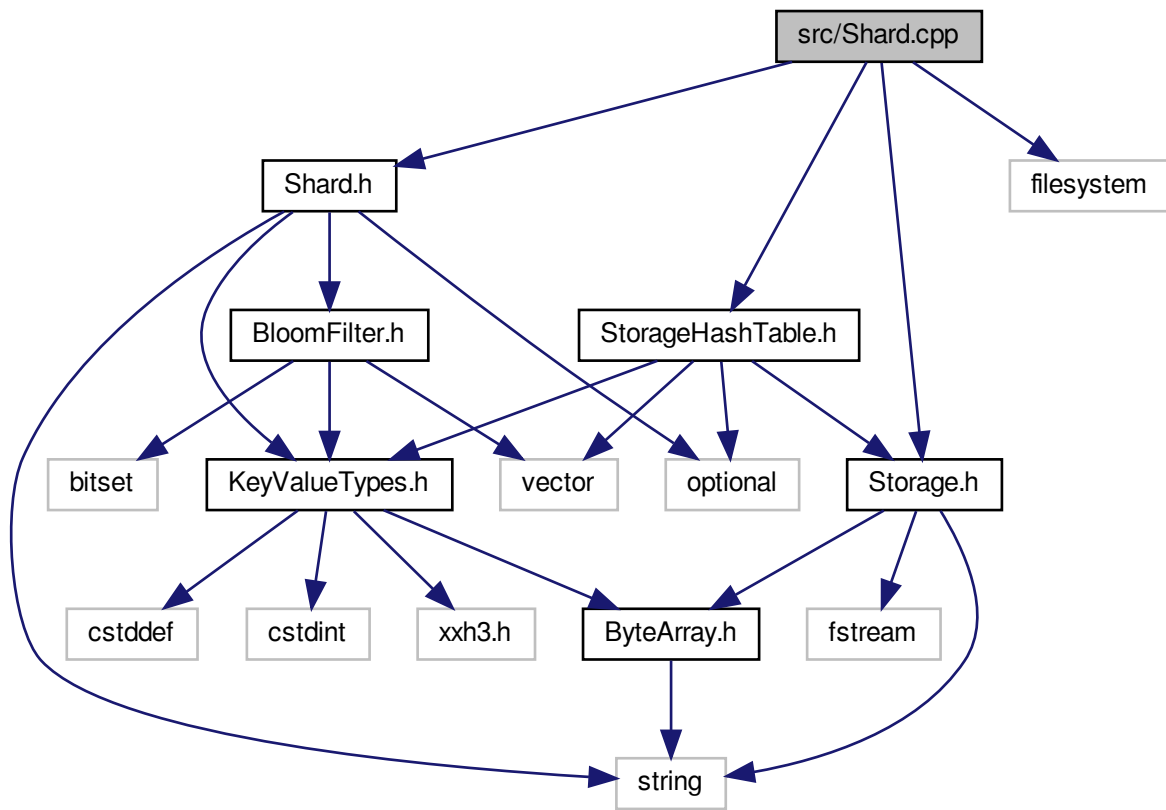 src/Shard.cpp
Shard.h
filesystem
BloomFilter.h
StorageHashTable.h
bitset
KeyValueTypes.h
vector
optional
Storage.h
cstddef
cstdint
xxh3.h
ByteArray.h
fstream
string